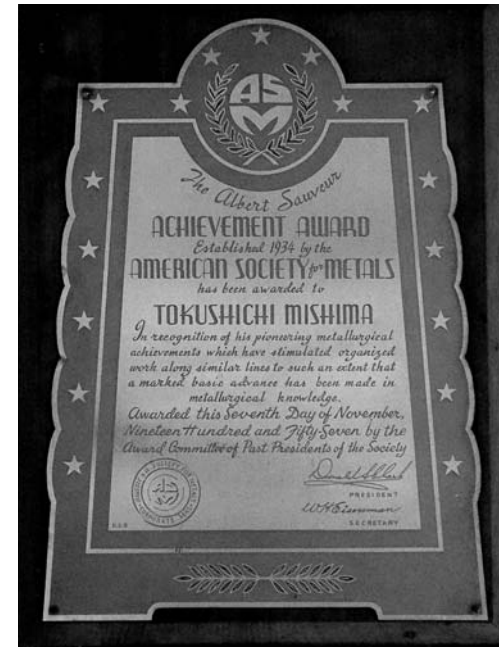 ASM
The Albert Sauveur
ACHIEVEMENT AWARD
Established 1934 by the
AMERICAN SOCIETY for METALS
has been awarded to
TOKUSHICHI MISHIMA
In recognition of his pioneering metallurgical
achievements which have stimulated organized
work along similar lines to such an extent that
a marked basic advance has been made in
metallurgical knowledge.
Awarded this Seventh Day of November,
Nineteen Hundred and Fifty-Seven by the
Award Committee of Past Presidents of the Society
PRESIDENT
SECRETARY